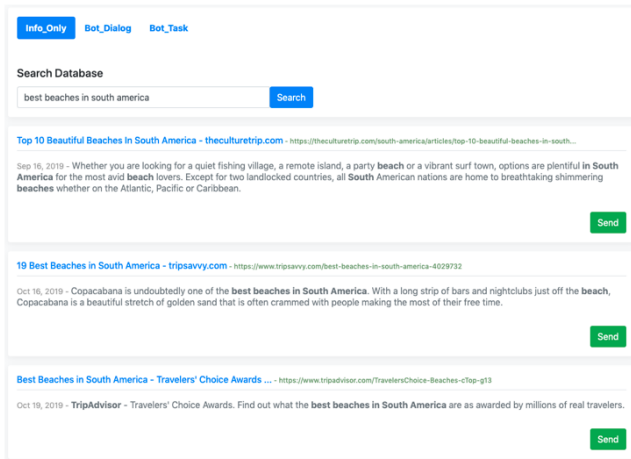 Info_Only Bot_Dialog Bot_Task
Search Database
best beaches in south america Search
Top 10 Beautiful Beaches In South America - theculturetrip.com - https://theculturetrip.com/south-america/articles/top-10-beautiful-beaches-in-south...
Sep 16, 2019 - Whether you are looking for a quiet fishing village, a remote island, a party beach or a vibrant surf town, options are plentiful in South
America for the most avid beach lovers. Except for two landlocked countries, all South American nations are home to breathtaking shimmering
beaches whether on the Atlantic, Pacific or Caribbean.
Send
19 Best Beaches in South America - tripsavvy.com - https://www.tripsavvy.com/best-beaches-in-south-america-4029732
Oct 16, 2019 - Copacabana is undoubtedly one of the best beaches in South America. With a long strip of bars and nightclubs just off the beach,
Copacabana is a beautiful stretch of golden sand that is often crammed with people making the most of their free time.
Send
Best Beaches in South America - Travelers' Choice Awards ... - https://www.tripadvisor.com/TravelersChoice-Beaches-cTop-g13
Oct 19, 2019 - TripAdvisor - Travelers' Choice Awards. Find out what the best beaches in South America are as awarded by millions of real travelers.
Send